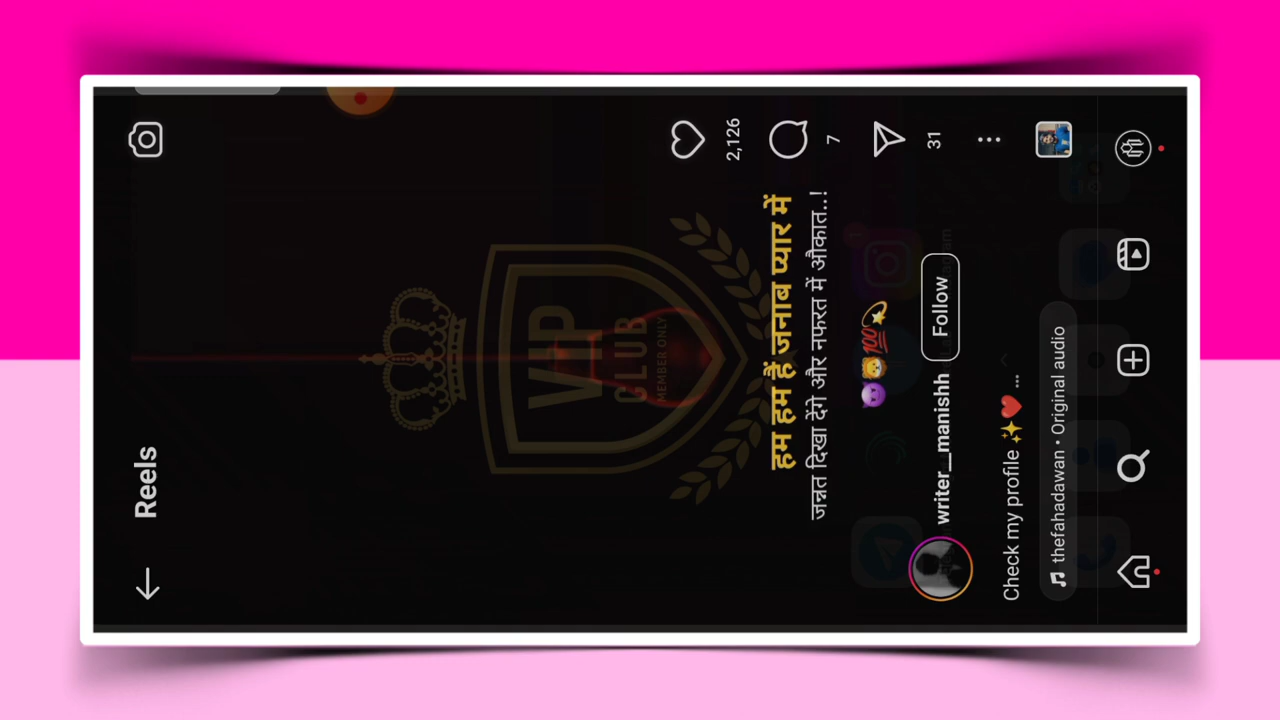 Reels
VIP
CLUB
MEMBER ONLY
2,126
हम हम हैं जनाब प्यार में
जन्नत दिखा देंगे और नफरत में औकात..!
7
😈🦁💯💫
31
writer__manishh Follow
Check my profile ✨❤️ ...
thefahadawan • Original audio